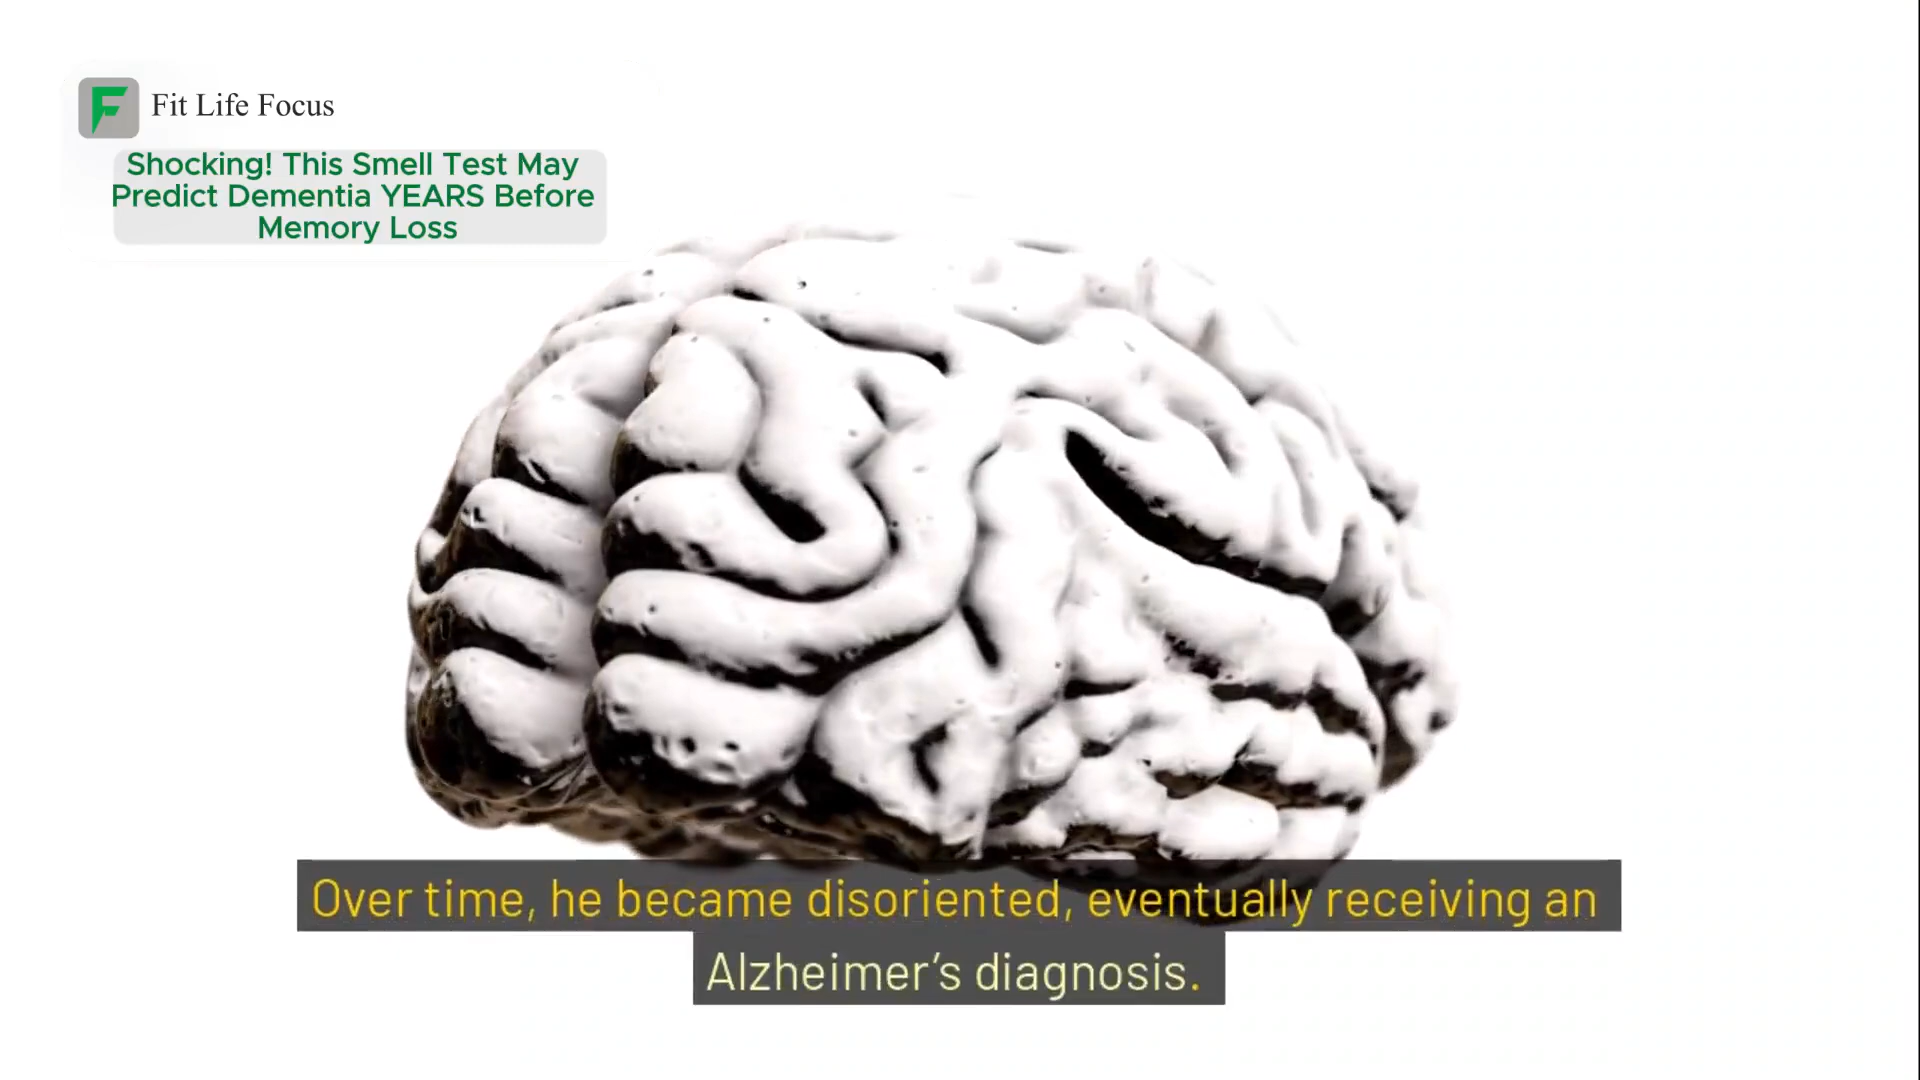 Fit Life Focus
Shocking! This Smell Test May
Predict Dementia YEARS Before
Memory Loss
Over time, he became disoriented, eventually receiving an
Alzheimer’s diagnosis.